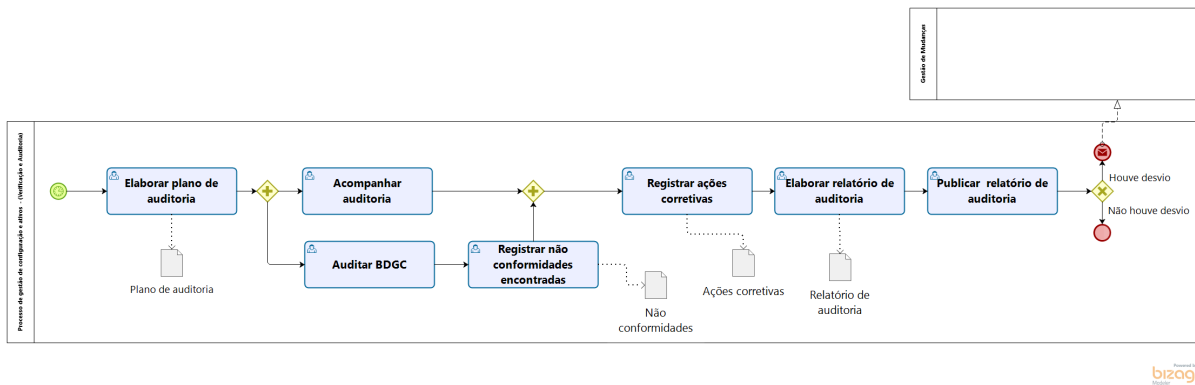 Gestão de Mudanças
Processo de gestão de configuração e ativos - (Verificação e Auditoria)
Elaborar plano de
auditoria
Plano de auditoria
Acompanhar
auditoria
Auditar BDGC
Registrar não
conformidades
encontradas
Não
conformidades
Registrar ações
corretivas
Ações corretivas
Elaborar relatório de
auditoria
Relatório de
auditoria
Publicar relatório de
auditoria
Houve desvio
Não houve desvio
Powered by
bizagi
Modeler